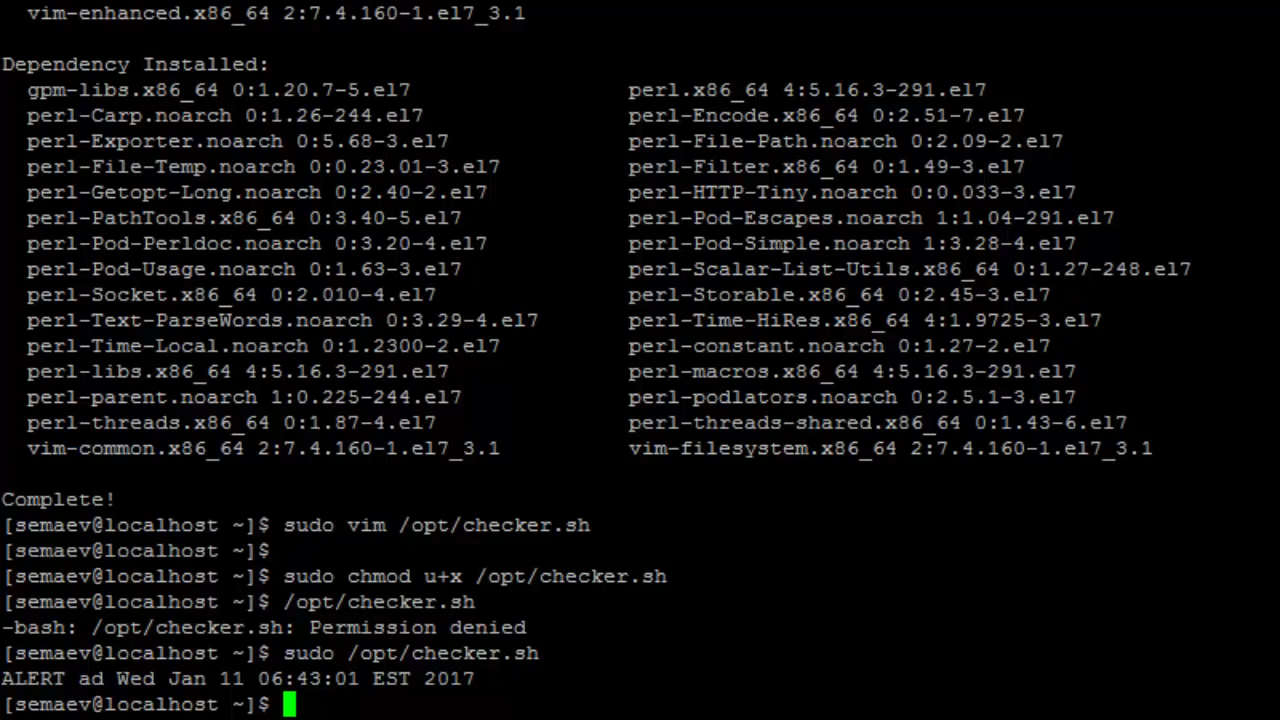 vim-enhanced.x86_64 2:7.4.160-1.el7_3.1
Dependency Installed:
gpm-libs.x86_64 0:1.20.7-5.el7 perl.x86_64 4:5.16.3-291.el7
perl-Carp.noarch 0:1.26-244.el7 perl-Encode.x86_64 0:2.51-7.el7
perl-Exporter.noarch 0:5.68-3.el7 perl-File-Path.noarch 0:2.09-2.el7
perl-File-Temp.noarch 0:0.23.01-3.el7 perl-Filter.x86_64 0:1.49-3.el7
perl-Getopt-Long.noarch 0:2.40-2.el7 perl-HTTP-Tiny.noarch 0:0.033-3.el7
perl-PathTools.x86_64 0:3.40-5.el7 perl-Pod-Escapes.noarch 1:1.04-291.el7
perl-Pod-Perldoc.noarch 0:3.20-4.el7 perl-Pod-Simple.noarch 1:3.28-4.el7
perl-Pod-Usage.noarch 0:1.63-3.el7 perl-Scalar-List-Utils.x86_64 0:1.27-248.el7
perl-Socket.x86_64 0:2.010-4.el7 perl-Storable.x86_64 0:2.45-3.el7
perl-Text-ParseWords.noarch 0:3.29-4.el7 perl-Time-HiRes.x86_64 4:1.9725-3.el7
perl-Time-Local.noarch 0:1.2300-2.el7 perl-constant.noarch 0:1.27-2.el7
perl-libs.x86_64 4:5.16.3-291.el7 perl-macros.x86_64 4:5.16.3-291.el7
perl-parent.noarch 1:0.225-244.el7 perl-podlators.noarch 0:2.5.1-3.el7
perl-threads.x86_64 0:1.87-4.el7 perl-threads-shared.x86_64 0:1.43-6.el7
vim-common.x86_64 2:7.4.160-1.el7_3.1 vim-filesystem.x86_64 2:7.4.160-1.el7_3.1
Complete!
[semaev@localhost ~]$ sudo vim /opt/checker.sh
[semaev@localhost ~]$
[semaev@localhost ~]$ sudo chmod u+x /opt/checker.sh
[semaev@localhost ~]$ /opt/checker.sh
-bash: /opt/checker.sh: Permission denied
[semaev@localhost ~]$ sudo /opt/checker.sh
ALERT ad Wed Jan 11 06:43:01 EST 2017
[semaev@localhost ~]$